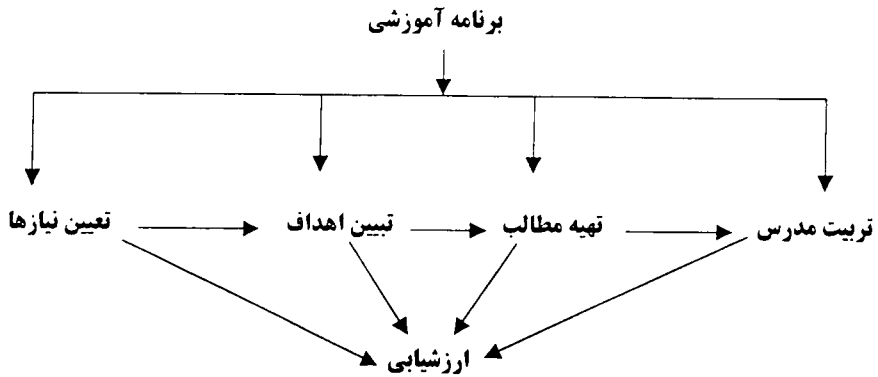 برنامه آموزشی
تعیین نیازها
تبیین اهداف
تهیه مطالب
تربیت مدرس
ارزشیابی